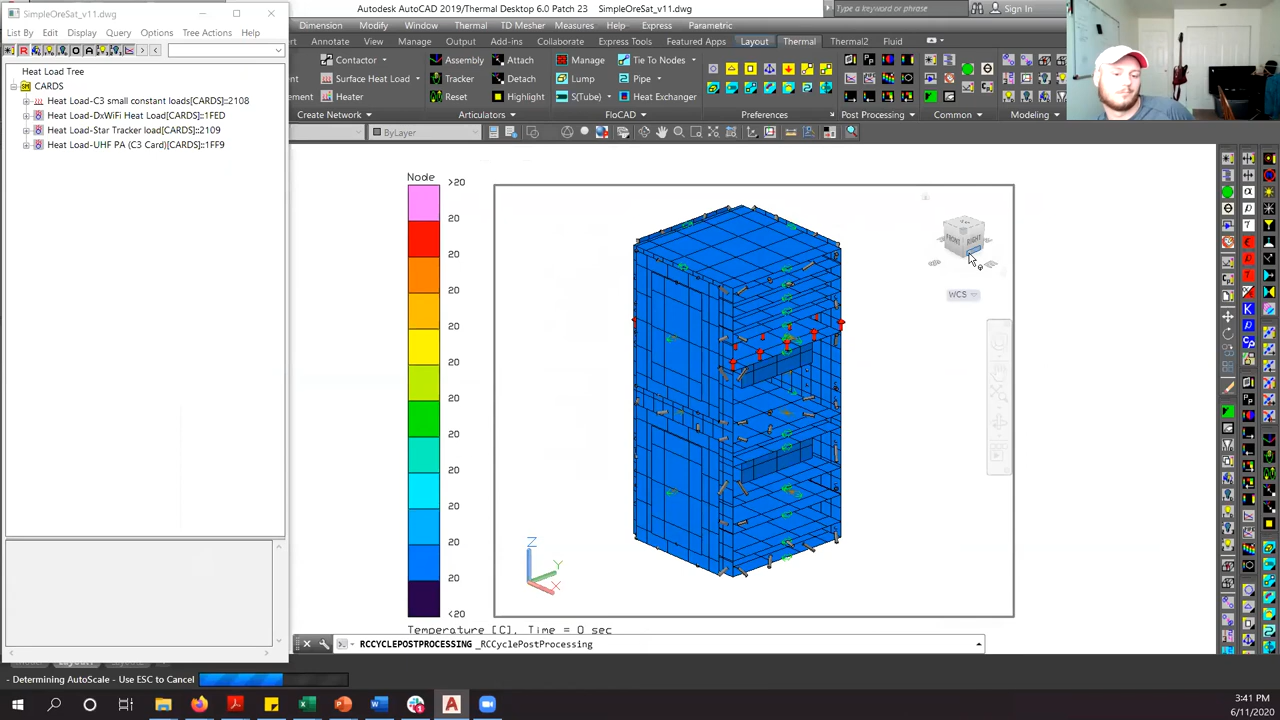 SimpleOreSat_v11.dwg
Autodesk AutoCAD 2019/Thermal Desktop 6.0 Patch 23 SimpleOreSat_v11.dwg
Type a keyword or phrase
Sign In
List By Edit Display Query Options Tree Actions Help
Dimension Modify Tools Draw Thermal TD Mesher Measures Help Express Parametric
Annotate View Manage Output Add-ins Collaborate Express Tools Featured Apps Layout Thermal Thermal2 Fluid
Contactor Assembly Attach Manage Tie To Nodes
Surface Heat Load Tracker Detach Lump Pipe
Heater Reset Highlight S(Tube) Heat Exchanger
Create Network Articulators FloCAD Preferences Post Processing Common Modeling
ByLayer
Heat Load Tree
CARDS
Heat Load-C3 small constant loads[CARDS]::2108
Heat Load-DxWiFi Heat Load[CARDS]::1FED
Heat Load-Star Tracker load[CARDS]::2109
Heat Load-UHF PA (C3 Card)[CARDS]::1FF9
Node
>20
20
20
20
20
20
20
20
20
20
20
20
<20
Temperature [C], Time = 0 sec
FRONT RIGHT
WCS
Z
Y
X
RCCYCLEPOSTPROCESSING _RCCyclePostProcessing
- Determining AutoScale - Use ESC to Cancel
3:41 PM
6/11/2020